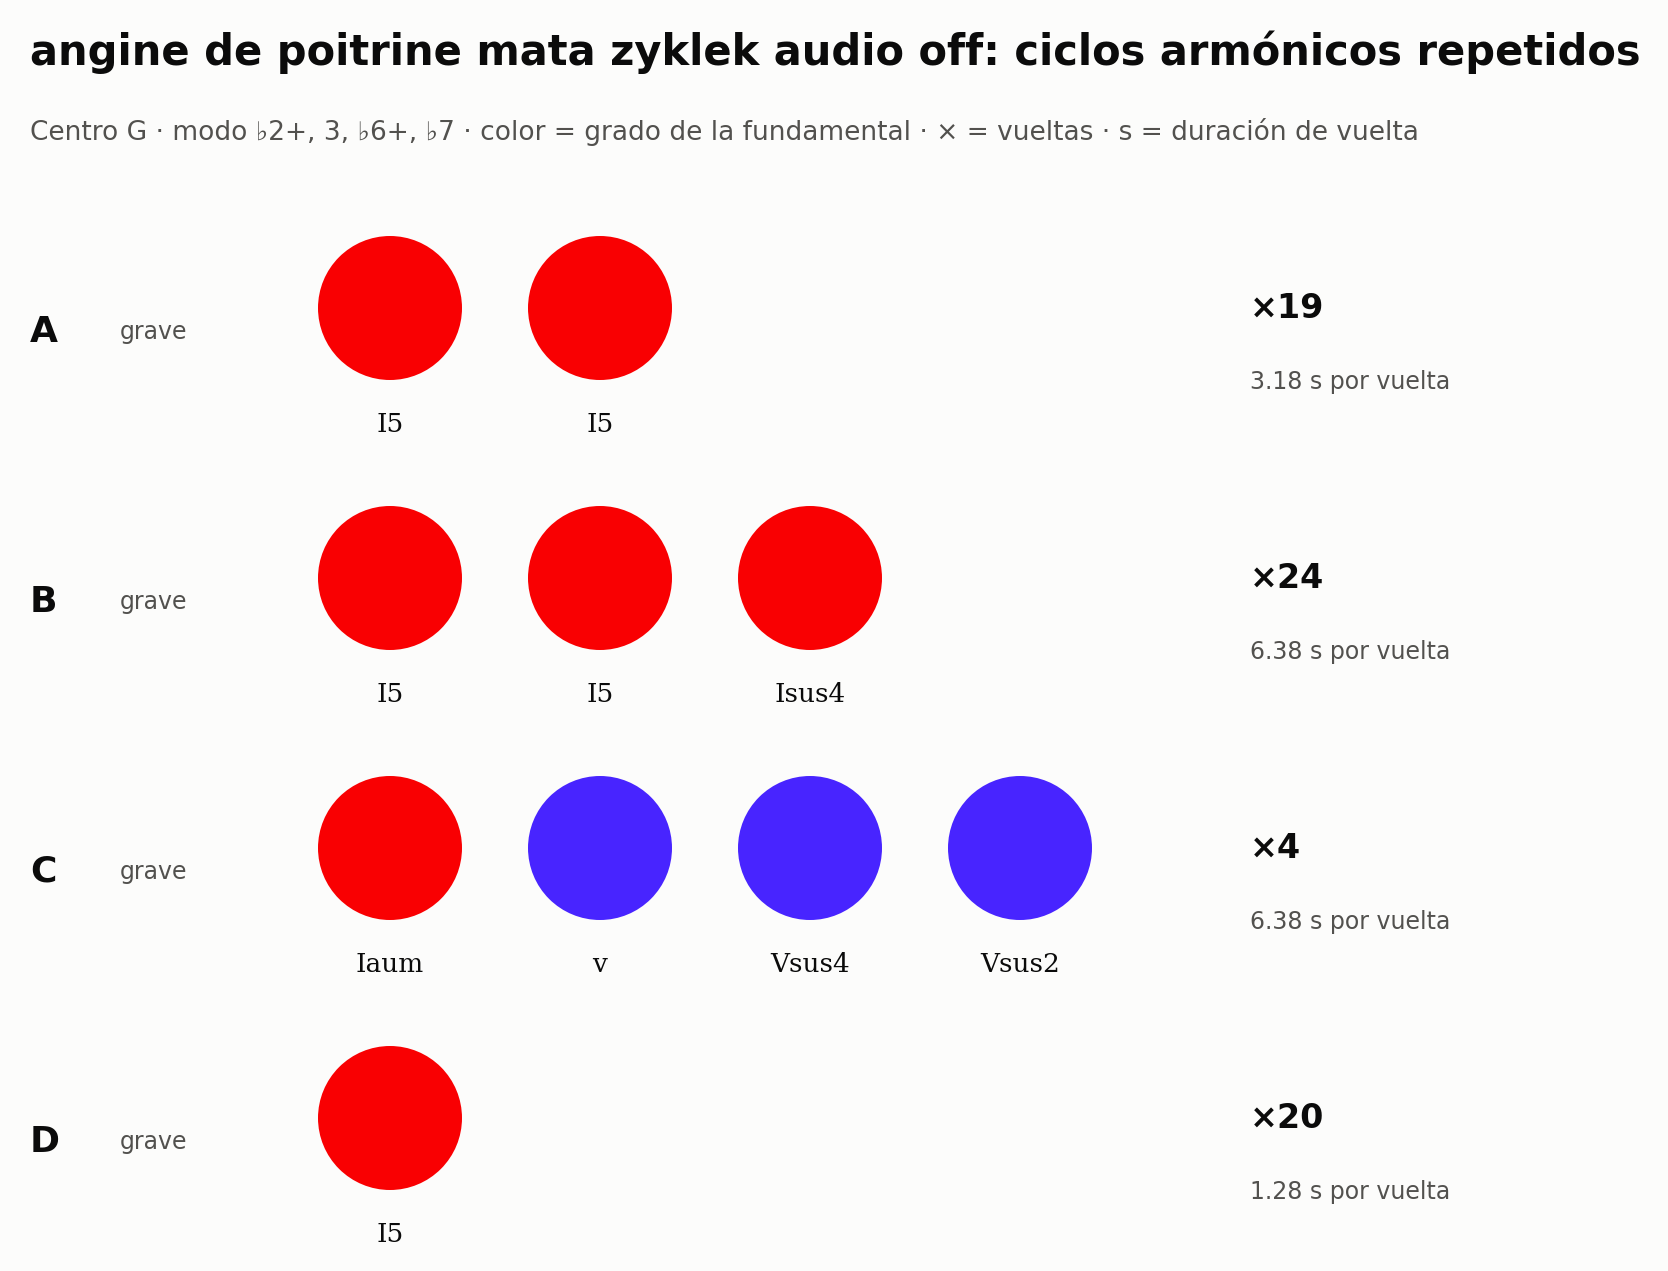 angine de poitrine mata zyklek audio off: ciclos armónicos repetidos
Centro G · modo ♭2+, 3, ♭6+, ♭7 · color = grado de la fundamental · × = vueltas · s = duración de vuelta
A grave ×19
3.18 s por vuelta
I5 I5
B grave ×24
6.38 s por vuelta
I5 I5 Isus4
C grave ×4
6.38 s por vuelta
Iaum v Vsus4 Vsus2
D grave ×20
1.28 s por vuelta
I5